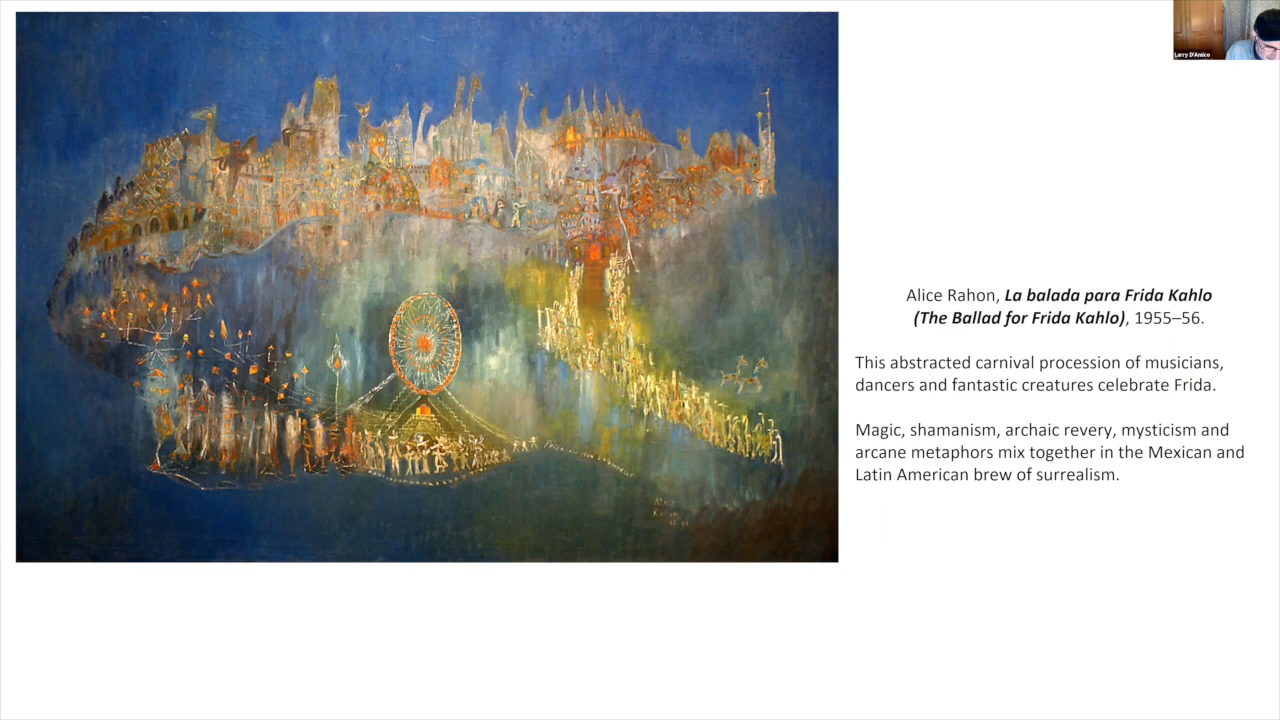 Larry D'Amico
Alice Rahon, La balada para Frida Kahlo
(The Ballad for Frida Kahlo), 1955–56.
This abstracted carnival procession of musicians,
dancers and fantastic creatures celebrate Frida.
Magic, shamanism, archaic revery, mysticism and
arcane metaphors mix together in the Mexican and
Latin American brew of surrealism.
Alice
Rahon